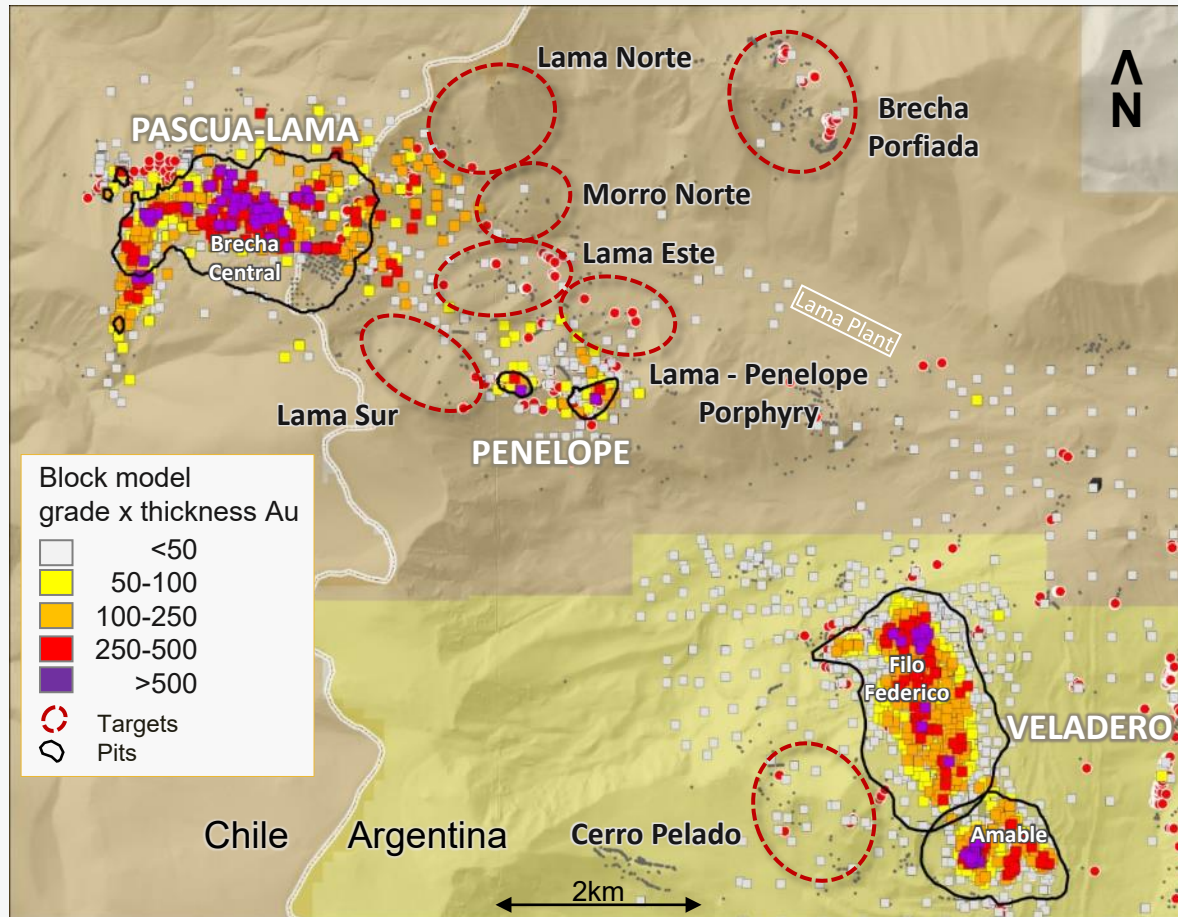 Lama Norte
Brecha
Porfiada
Λ
N
PASCUA-LAMA
Morro Norte
Brecha
Central
Lama Este
Lama Plant
Lama - Penelope
Porphyry
Lama Sur
PENELOPE
Block model
grade x thickness Au
<50
50-100
100-250
250-500
>500
Targets
Pits
Filo
Federico
VELADERO
Chile
Argentina
Cerro Pelado
Amable
2km